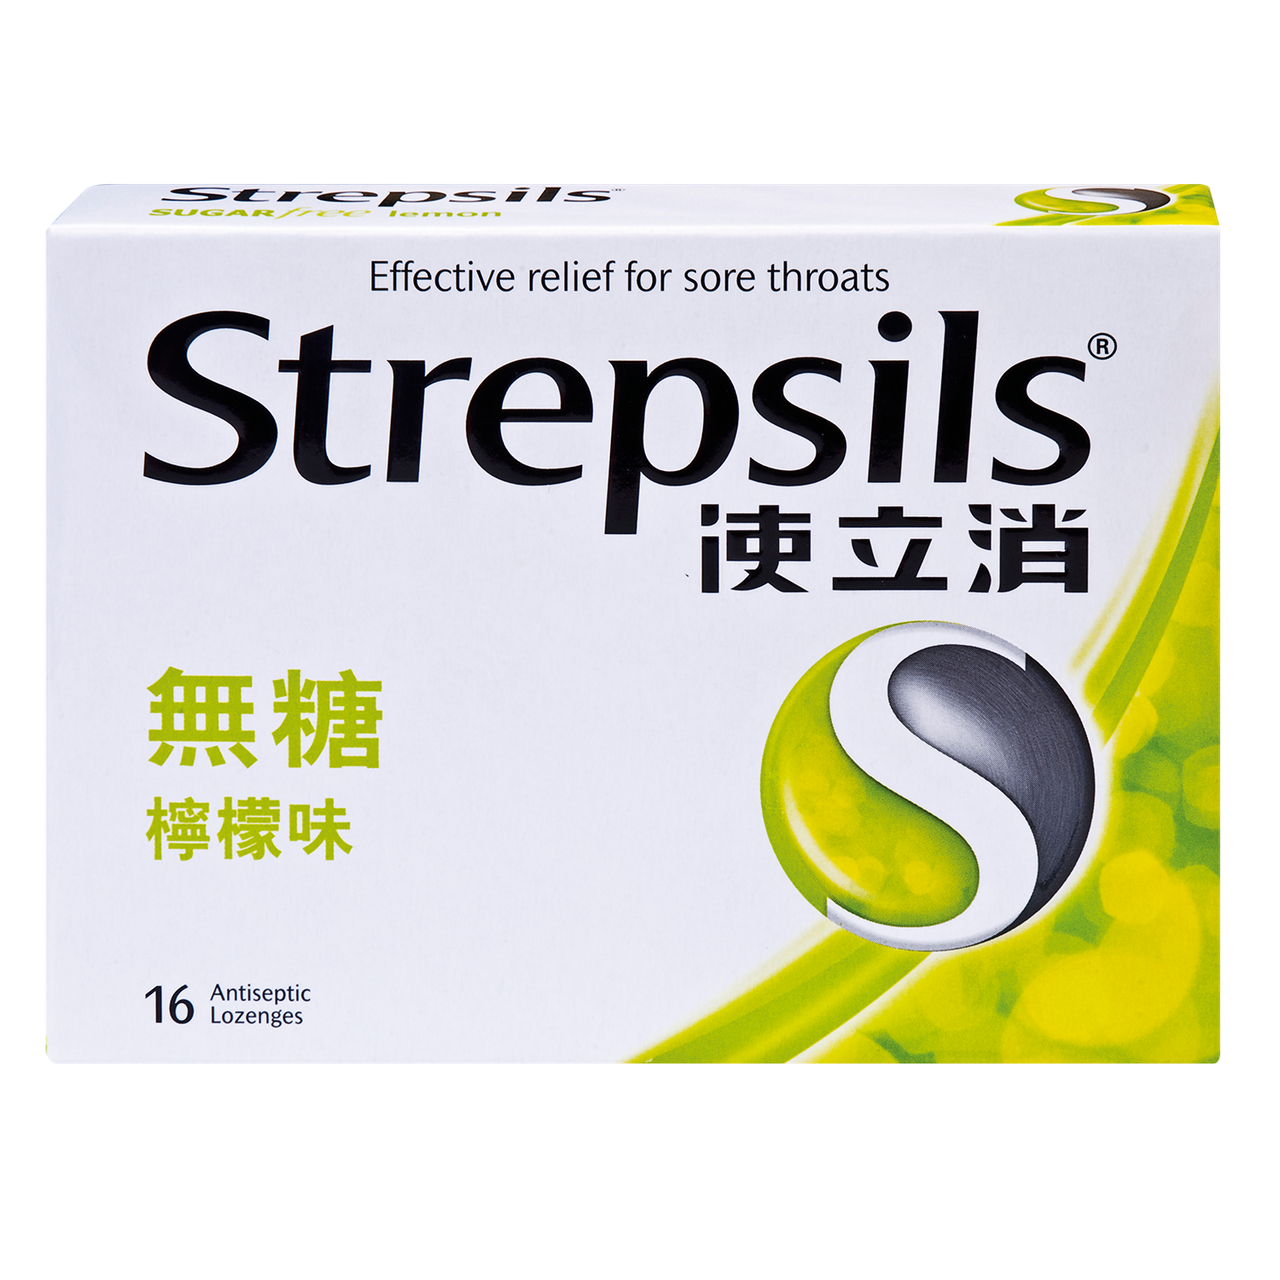 Strepsils
SUGARfree lemon
Effective relief for sore throats
Strepsils®
使立消
無糖
檸檬味
16 Antiseptic
Lozenges